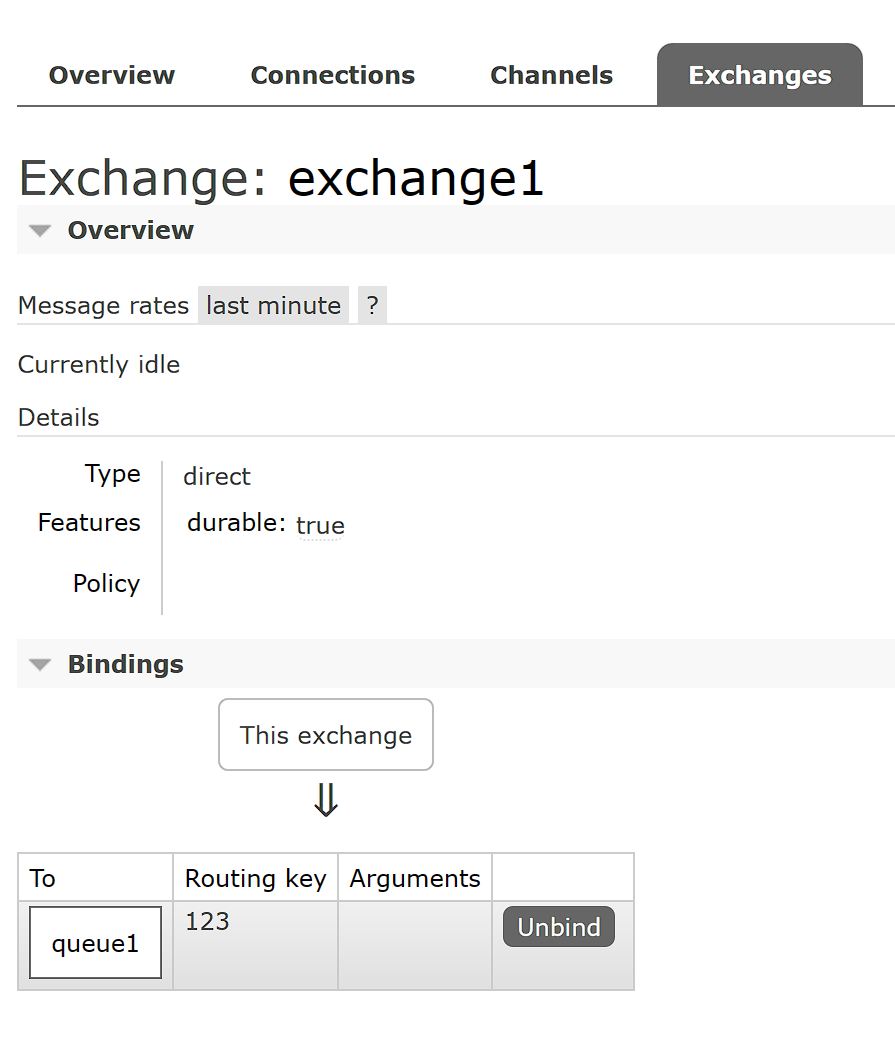 Overview Connections Channels Exchanges
Exchange: exchange1
Overview
Message rates last minute ?
Currently idle
Details
Type direct
Features durable: true
Policy
Bindings
This exchange
⇓
To Routing key Arguments
queue1 123 Unbind